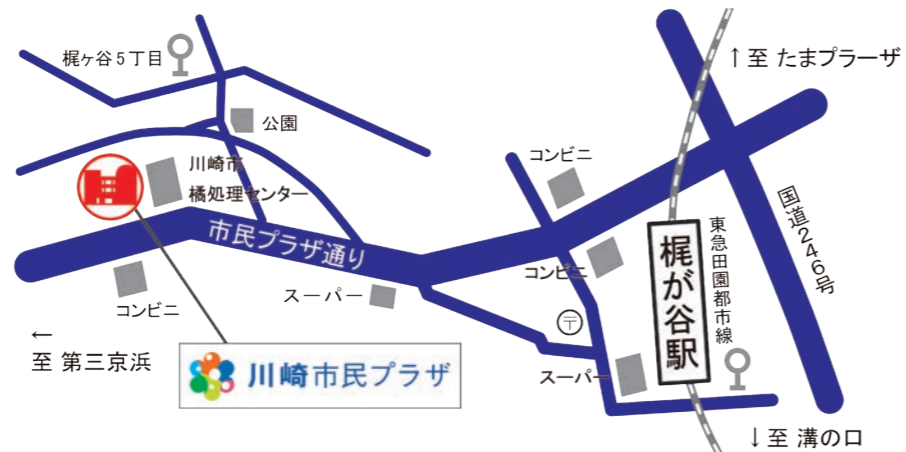 梶ヶ谷5丁目
↑至 たまプラーザ
公園
コンビニ
川崎市
橘処理センター
国道246号
市民プラザ通り
東急田園都市線
梶が谷駅
コンビニ
コンビニ
スーパー
〒
←
至 第三京浜
川崎市民プラザ
スーパー
↓至 溝の口